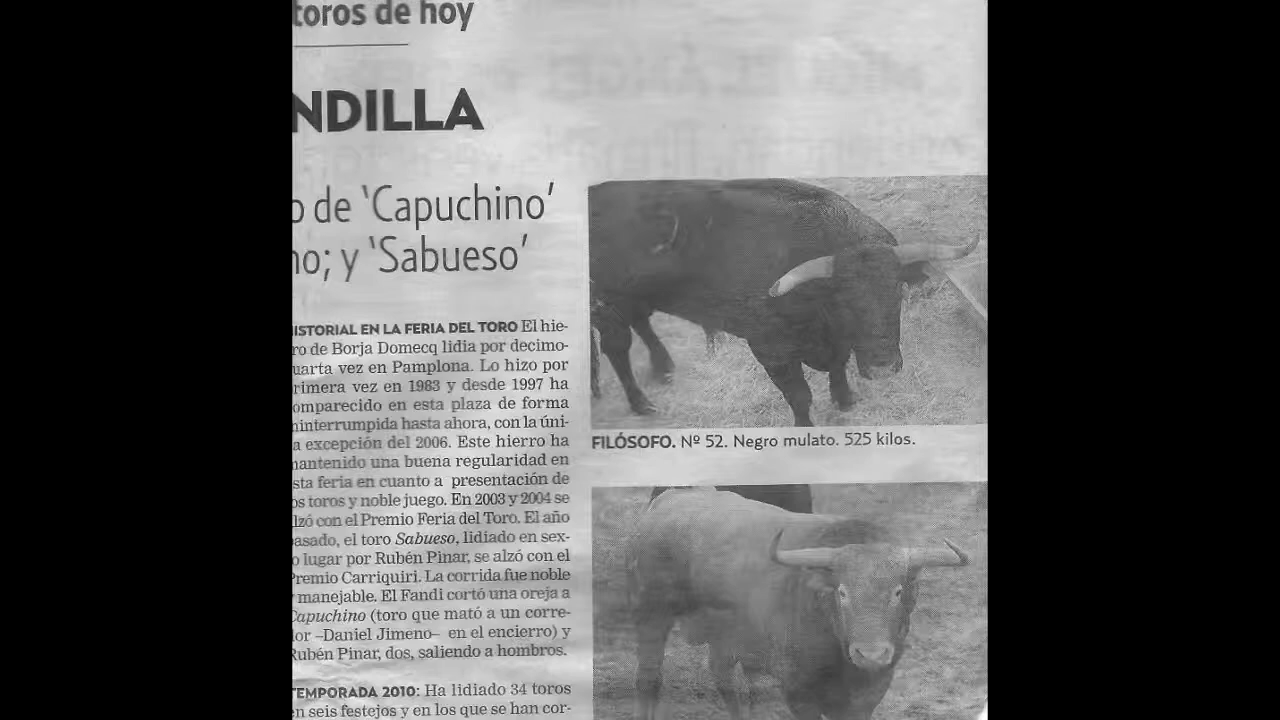 toros de hoy
NDILLA
o de 'Capuchino'
no; y 'Sabueso'
ISTORIAL EN LA FERIA DEL TORO El hie-
ro de Borja Domecq lidia por decimo-
uarta vez en Pamplona. Lo hizo por
rimera vez en 1983 y desde 1997 ha
omparecido en esta plaza de forma
ninterrumpida hasta ahora, con la úni-
a excepción del 2006. Este hierro ha
mantenido una buena regularidad en
sta feria en cuanto a presentación de
os toros y noble juego. En 2003 y 2004 se
lzó con el Premio Feria del Toro. El año
asado, el toro Sabueso, lidiado en sex-
o lugar por Rubén Pinar, se alzó con el
Premio Carriquiri. La corrida fue noble
y manejable. El Fandi cortó una oreja a
Capuchino (toro que mató a un corre-
dor –Daniel Jimeno– en el encierro) y
Rubén Pinar, dos, saliendo a hombros.
TEMPORADA 2010: Ha lidiado 34 toros
en seis festejos y en los que se han cor-
FILÓSOFO. Nº 52. Negro mulato. 525 kilos.